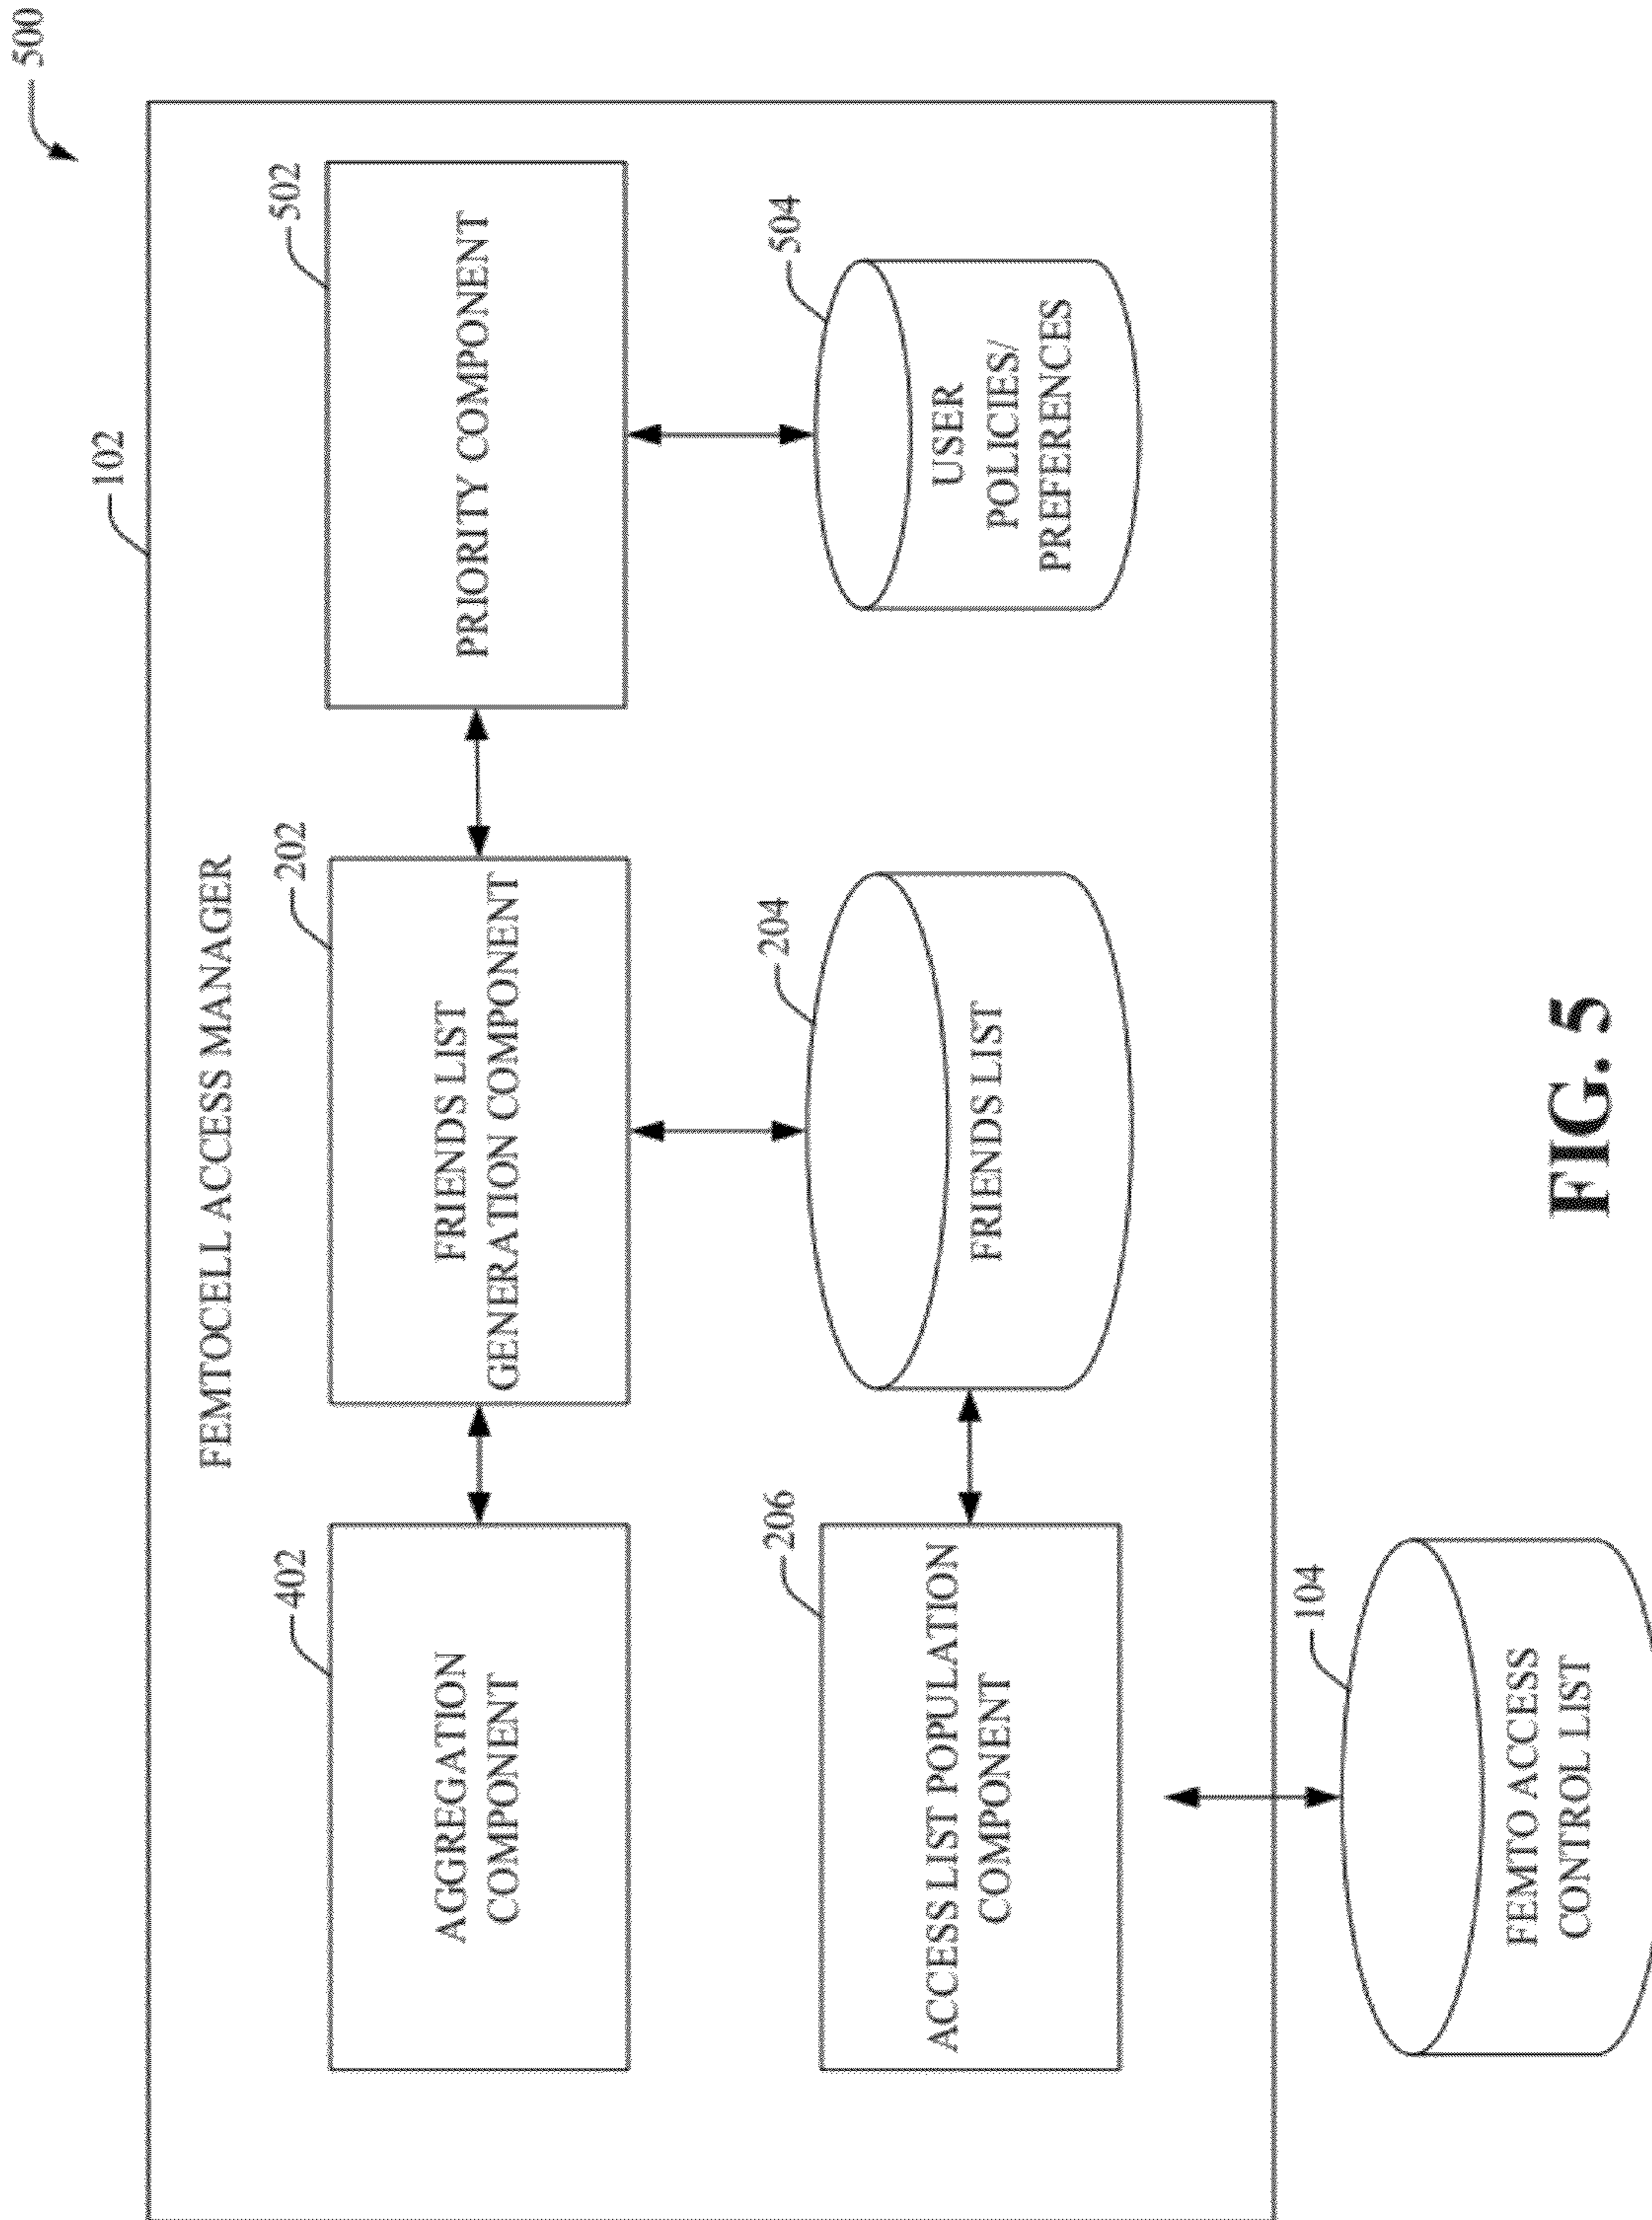 500
102
FEMTOCELL ACCESS MANAGER
402
AGGREGATION
COMPONENT
202
FRIENDS LIST
GENERATION COMPONENT
502
PRIORITY COMPONENT
206
ACCESS LIST POPULATION
COMPONENT
204
FRIENDS LIST
504
USER
POLICIES/
PREFERENCES
104
FEMTO ACCESS
CONTROL LIST
FIG. 5